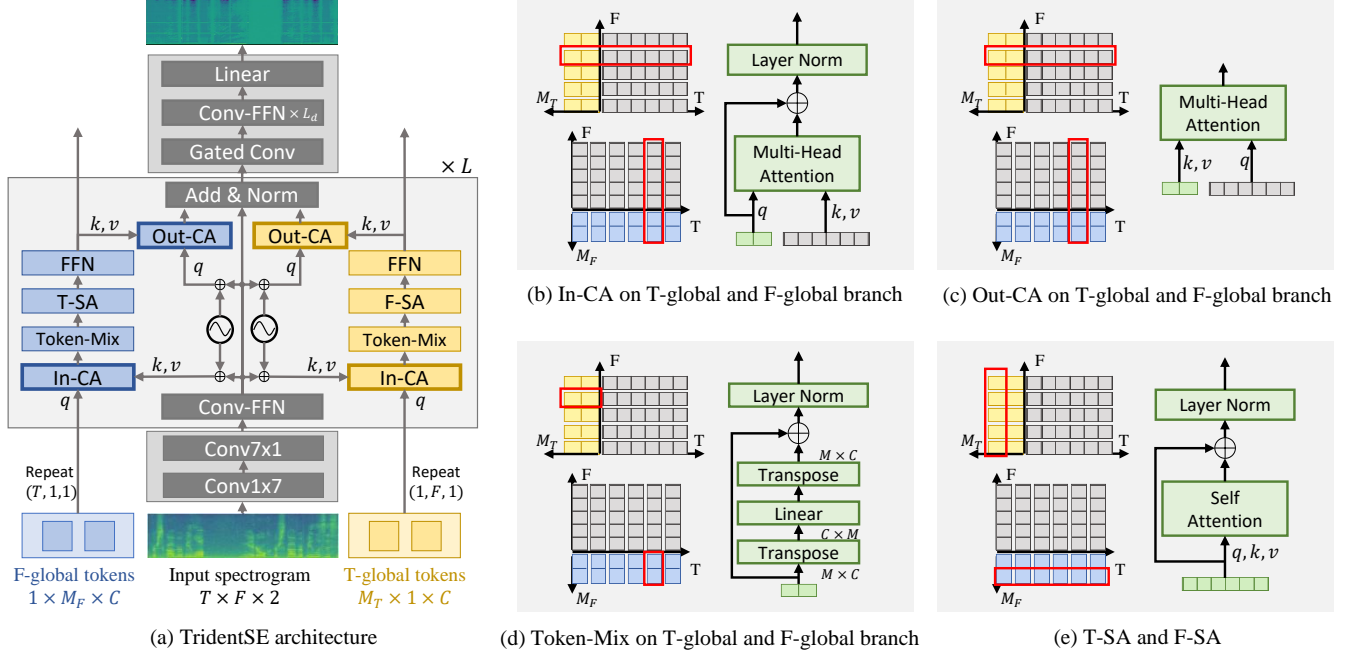 Linear
Conv-FFN × L_d
Gated Conv
× L
Add & Norm
k, v
k, v
Out-CA
Out-CA
FFN
q
q
FFN
T-SA
F-SA
Token-Mix
Token-Mix
k, v
k, v
In-CA
In-CA
q
q
Conv-FFN
Conv7x1
Conv1x7
Repeat
(T, 1,1)
Repeat
(1, F, 1)
F-global tokens
1 × M_F × C
Input spectrogram
T × F × 2
T-global tokens
M_T × 1 × C
(a) TridentSE architecture
F
M_T
T
F
T
M_F
Layer Norm
Multi-Head
Attention
q
k, v
(b) In-CA on T-global and F-global branch
F
M_T
T
F
T
M_F
Multi-Head
Attention
k, v
q
(c) Out-CA on T-global and F-global branch
F
M_T
T
F
T
M_F
Layer Norm
M × C
Transpose
Linear
C × M
Transpose
M × C
(d) Token-Mix on T-global and F-global branch
F
M_T
T
F
T
M_F
Layer Norm
Self
Attention
q, k, v
(e) T-SA and F-SA